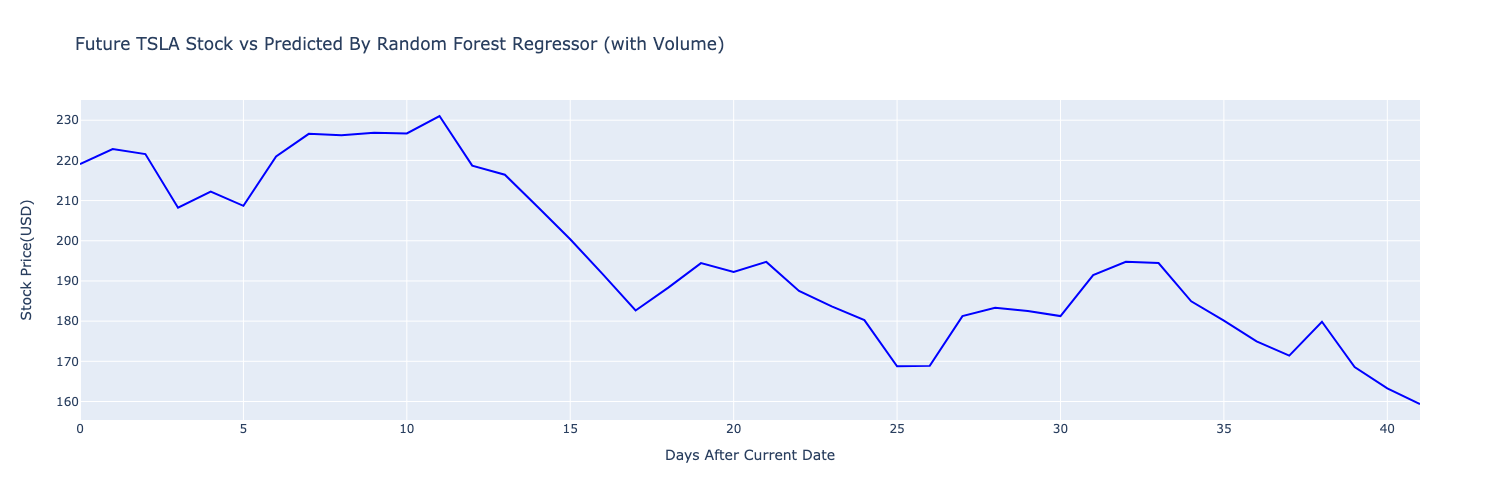 Future TSLA Stock vs Predicted By Random Forest Regressor (with Volume)
Stock Price(USD)
230
220
210
200
190
180
170
160
0 5 10 15 20 25 30 35 40
Days After Current Date